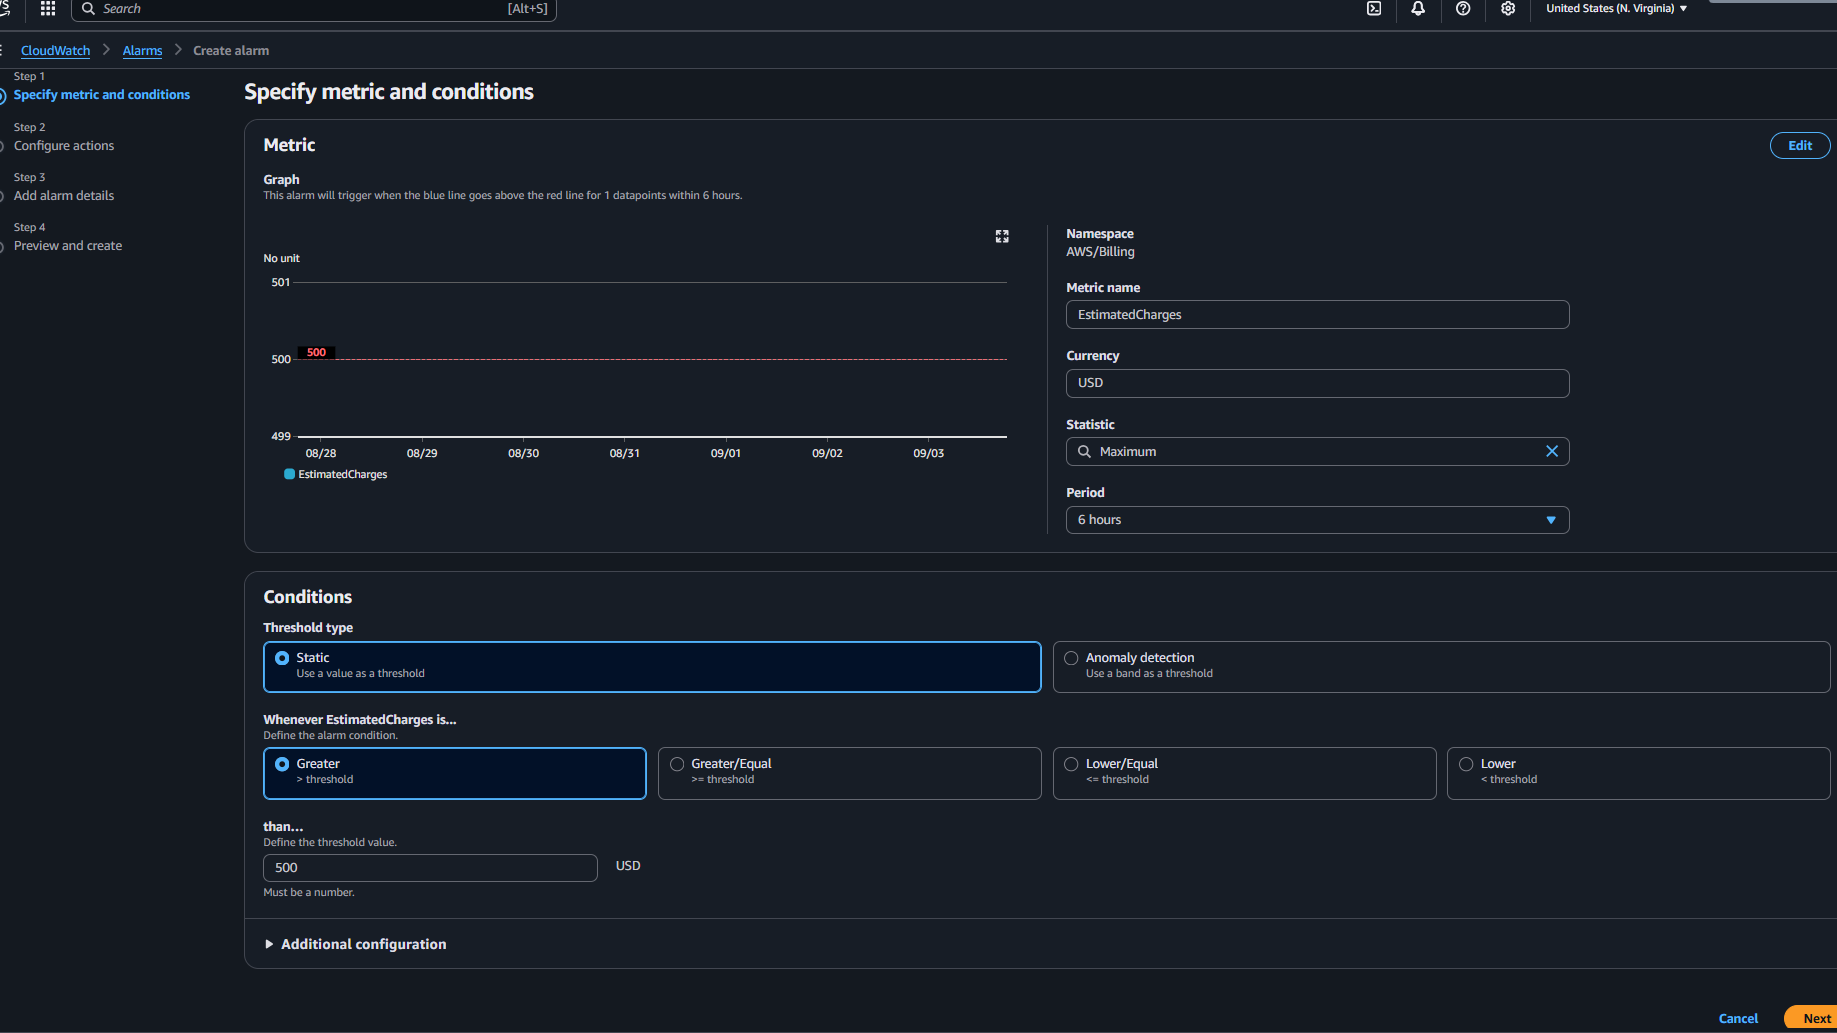 Search [Alt+S] United States (N. Virginia)
CloudWatch Alarms Create alarm
Step 1
Specify metric and conditions
Step 2
Configure actions
Step 3
Add alarm details
Step 4
Preview and create
Specify metric and conditions
Metric
Edit
Graph
This alarm will trigger when the blue line goes above the red line for 1 datapoints within 6 hours.
No unit
501
500
500
499
08/28 08/29 08/30 08/31 09/01 09/02 09/03
EstimatedCharges
Namespace
AWS/Billing
Metric name
EstimatedCharges
Currency
USD
Statistic
Maximum
Period
6 hours
Conditions
Threshold type
Static
Use a value as a threshold
Anomaly detection
Use a band as a threshold
Whenever EstimatedCharges is...
Define the alarm condition.
Greater
> threshold
Greater/Equal
>= threshold
Lower/Equal
<= threshold
Lower
< threshold
than...
Define the threshold value.
500 USD
Must be a number.
Additional configuration
Cancel Next